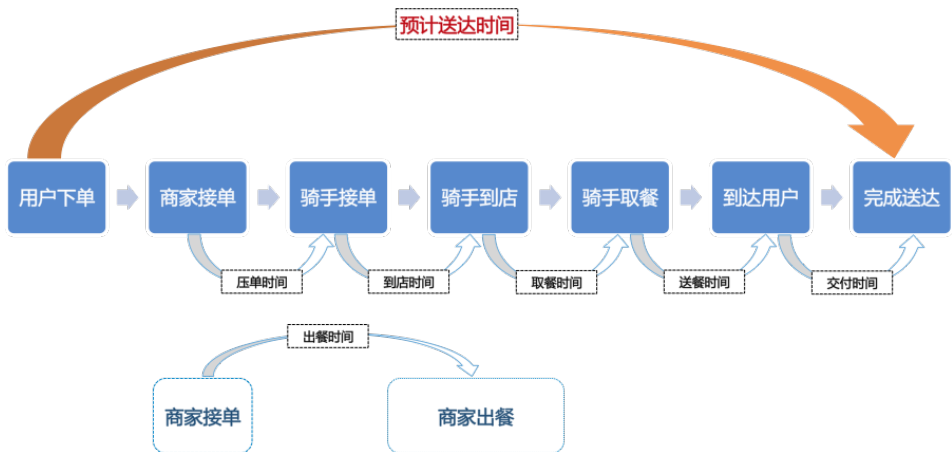 预计送达时间
用户下单
商家接单
骑手接单
骑手到店
骑手取餐
到达用户
完成送达
压单时间
到店时间
取餐时间
送餐时间
交付时间
出餐时间
商家接单
商家出餐